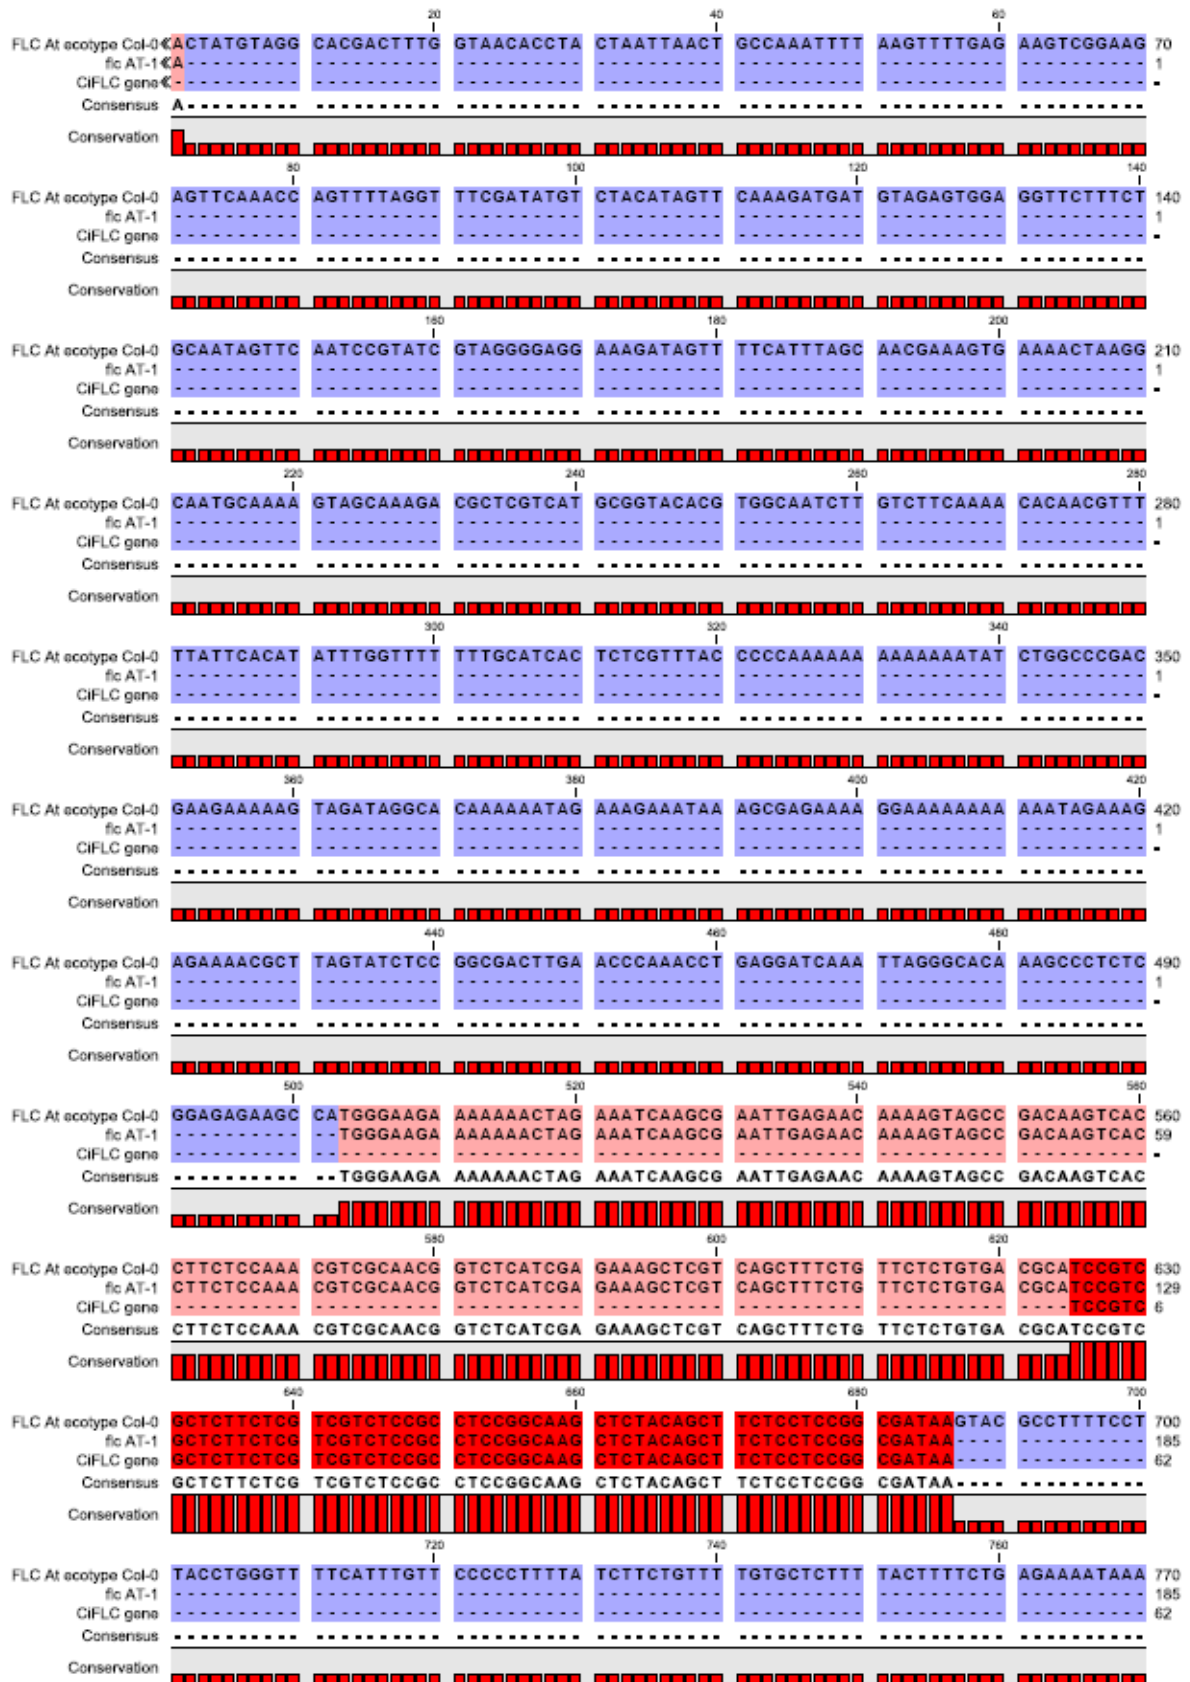 20 40 60
FLC At ecotype Col-0 ACTATGTAGG CACGACTTTG GTAACACCTA CTAATTAACT GCCAAATTTT AAGTTTTGAG AAGTCGGAAG 70
flc AT-1 A--------- ---------- ---------- ---------- ---------- ---------- ---------- 1
CiFLC gene ---------- ---------- ---------- ---------- ---------- ---------- ---------- -
Consensus A--------- ---------- ---------- ---------- ---------- ---------- ----------
Conservation
80 100 120 140
FLC At ecotype Col-0 AGTTCAAACC AGTTTTAGGT TTCGATATGT CTACATAGTT CAAAGATGAT GTAGAGTGGA GGTTCTTTCT 140
flc AT-1 ---------- ---------- ---------- ---------- ---------- ---------- ---------- 1
CiFLC gene ---------- ---------- ---------- ---------- ---------- ---------- ---------- -
Consensus ---------- ---------- ---------- ---------- ---------- ---------- ----------
Conservation
160 180 200
FLC At ecotype Col-0 GCAATAGTTC AATCCGTATC GTAGGGGAGG AAAGATAGTT TTCATTTAGC AACGAAAGTG AAAACTAAGG 210
flc AT-1 ---------- ---------- ---------- ---------- ---------- ---------- ---------- 1
CiFLC gene ---------- ---------- ---------- ---------- ---------- ---------- ---------- -
Consensus ---------- ---------- ---------- ---------- ---------- ---------- ----------
Conservation
220 240 260 280
FLC At ecotype Col-0 CAATGCAAAA GTAGCAAAGA CGCTCGTCAT GCGGTACACG TGGCAATCTT GTCTTCAAAA CACAACGTTT 280
flc AT-1 ---------- ---------- ---------- ---------- ---------- ---------- ---------- 1
CiFLC gene ---------- ---------- ---------- ---------- ---------- ---------- ---------- -
Consensus ---------- ---------- ---------- ---------- ---------- ---------- ----------
Conservation
300 320 340
FLC At ecotype Col-0 TTATTCACAT ATTTGGTTTT TTTGCATCAC TCTCGTTTAC CCCCAAAAAA AAAAAAATAT CTGGCCCGAC 350
flc AT-1 ---------- ---------- ---------- ---------- ---------- ---------- ---------- 1
CiFLC gene ---------- ---------- ---------- ---------- ---------- ---------- ---------- -
Consensus ---------- ---------- ---------- ---------- ---------- ---------- ----------
Conservation
360 380 400 420
FLC At ecotype Col-0 GAAGAAAAAG TAGATAGGCA CAAAAAATAG AAAGAAATAA AGCGAGAAAA GGAAAAAAAA AAATAGAAAG 420
flc AT-1 ---------- ---------- ---------- ---------- ---------- ---------- ---------- 1
CiFLC gene ---------- ---------- ---------- ---------- ---------- ---------- ---------- -
Consensus ---------- ---------- ---------- ---------- ---------- ---------- ----------
Conservation
440 460 480
FLC At ecotype Col-0 AGAAAACGCT TAGTATCTCC GGCGACTTGA ACCCAAACCT GAGGATCAAA TTAGGGCACA AAGCCCTCTC 490
flc AT-1 ---------- ---------- ---------- ---------- ---------- ---------- ---------- 1
CiFLC gene ---------- ---------- ---------- ---------- ---------- ---------- ---------- -
Consensus ---------- ---------- ---------- ---------- ---------- ---------- ----------
Conservation
500 520 540 560
FLC At ecotype Col-0 GGAGAGAAGC CATGGGAAGA AAAAAACTAG AAATCAAGCG AATTGAGAAC AAAAGTAGCC GACAAGTCAC 560
flc AT-1 ---------- --TGGGAAGA AAAAAACTAG AAATCAAGCG AATTGAGAAC AAAAGTAGCC GACAAGTCAC 59
CiFLC gene ---------- ---------- ---------- ---------- ---------- ---------- ---------- -
Consensus ---------- --TGGGAAGA AAAAAACTAG AAATCAAGCG AATTGAGAAC AAAAGTAGCC GACAAGTCAC
Conservation
580 600 620
FLC At ecotype Col-0 CTTCTCCAAA CGTCGCAACG GTCTCATCGA GAAAGCTCGT CAGCTTTCTG TTCTCTGTGA CGCATCCGTC 630
flc AT-1 CTTCTCCAAA CGTCGCAACG GTCTCATCGA GAAAGCTCGT CAGCTTTCTG TTCTCTGTGA CGCATCCGTC 129
CiFLC gene ---------- ---------- ---------- ---------- ---------- ---------- ----TCCGTC 6
Consensus CTTCTCCAAA CGTCGCAACG GTCTCATCGA GAAAGCTCGT CAGCTTTCTG TTCTCTGTGA CGCATCCGTC
Conservation
640 660 680 700
FLC At ecotype Col-0 GCTCTTCTCG TCGTCTCCGC CTCCGGCAAG CTCTACAGCT TCTCCTCCGG CGATAAGTAC GCCTTTTCCT 700
flc AT-1 GCTCTTCTCG TCGTCTCCGC CTCCGGCAAG CTCTACAGCT TCTCCTCCGG CGATAA---- ---------- 185
CiFLC gene GCTCTTCTCG TCGTCTCCGC CTCCGGCAAG CTCTACAGCT TCTCCTCCGG CGATAA---- ---------- 62
Consensus GCTCTTCTCG TCGTCTCCGC CTCCGGCAAG CTCTACAGCT TCTCCTCCGG CGATAA---- ----------
Conservation
720 740 760
FLC At ecotype Col-0 TACCTGGGTT TTCATTTGTT CCCCCTTTTA TCTTCTGTTT TGTGCTCTTT TACTTTTCTG AGAAAATAAA 770
flc AT-1 ---------- ---------- ---------- ---------- ---------- ---------- ---------- 185
CiFLC gene ---------- ---------- ---------- ---------- ---------- ---------- ---------- 62
Consensus ---------- ---------- ---------- ---------- ---------- ---------- ----------
Conservation